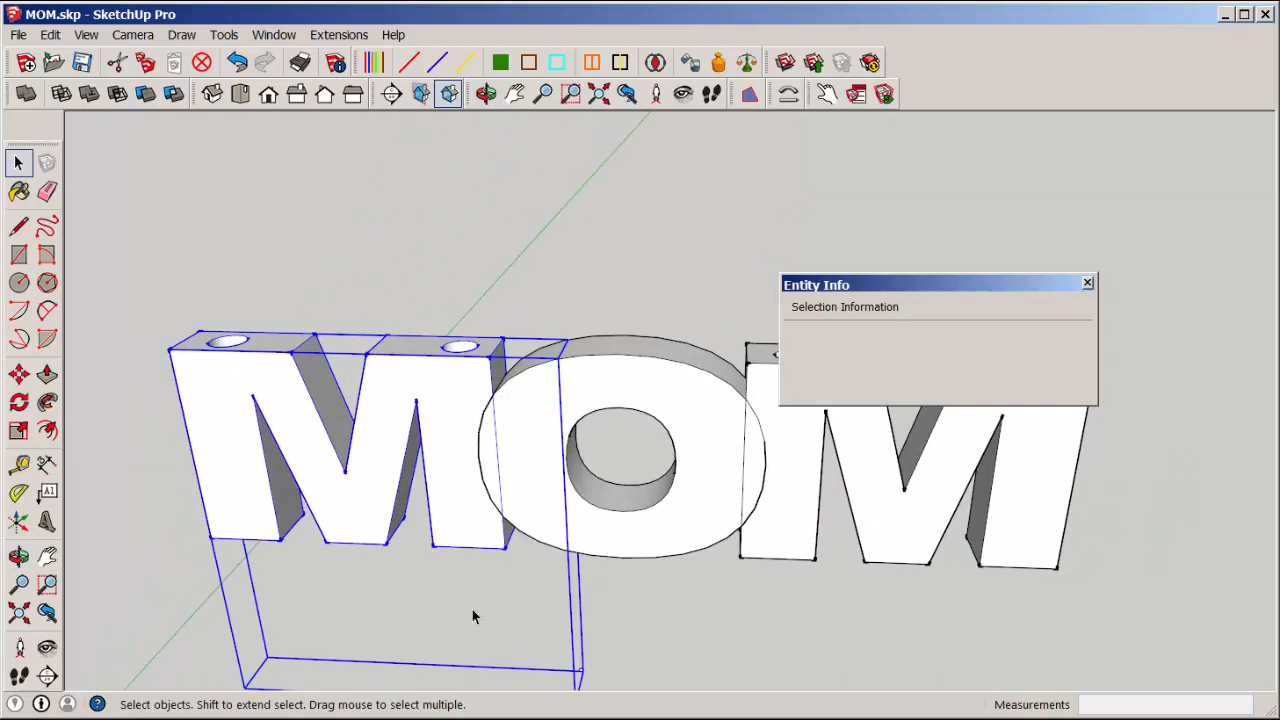 MOM.skp - SketchUp Pro
File Edit View Camera Draw Tools Window Extensions Help
A1
Entity Info
Selection Information
MOM
Select objects. Shift to extend select. Drag mouse to select multiple.
Measurements